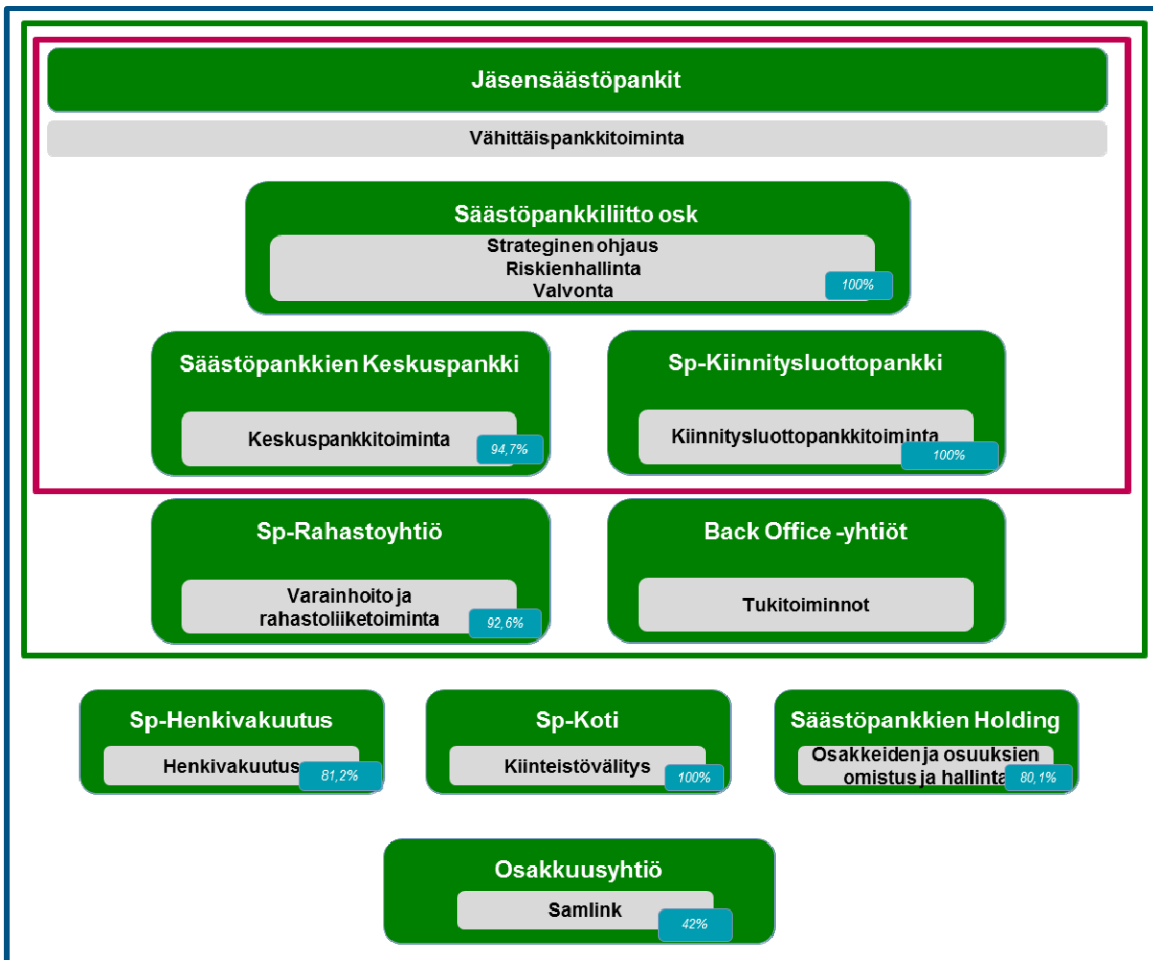 Jäsensäästöpankit
Vähittäispankkitoiminta
Säästöpankkiliitto osk
Strateginen ohjaus
Riskienhallinta
Valvonta
100%
Säästöpankkien Keskuspankki
Keskuspankkitoiminta
94,7%
Sp-Kiinnitysluottopankki
Kiinnitysluottopankkitoiminta
100%
Sp-Rahastoyhtiö
Varainhoito ja
rahastoliiketoiminta
92,6%
Back Office -yhtiöt
Tukitoiminnot
Sp-Henkivakuutus
Henkivakuutus
81,2%
Sp-Koti
Kiinteistövälitys
100%
Säästöpankkien Holding
Osakkeiden ja osuuksien
omistus ja hallinta
80,1%
Osakkuusyhtiö
Samlink
42%